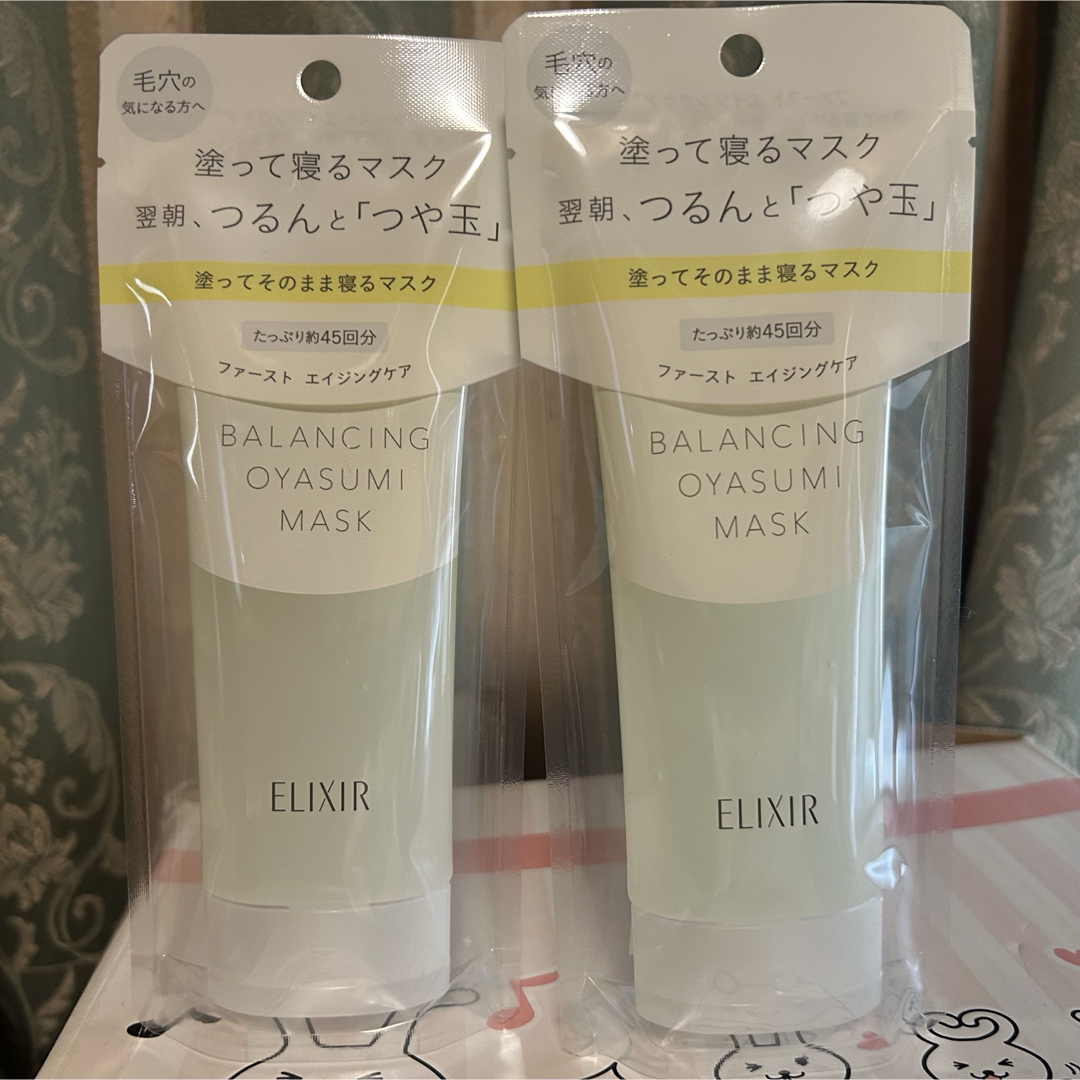 毛穴の
気になる方へ
塗って寝るマスク
翌朝、つるんと「つや玉」
塗ってそのまま寝るマスク
たっぷり約45回分
ファースト エイジングケア
BALANCING
OYASUMI
MASK
ELIXIR
毛穴の
気になる方へ
塗って寝るマスク
翌朝、つるんと「つや玉」
塗ってそのまま寝るマスク
たっぷり約45回分
ファースト エイジングケア
BALANCING
OYASUMI
MASK
ELIXIR